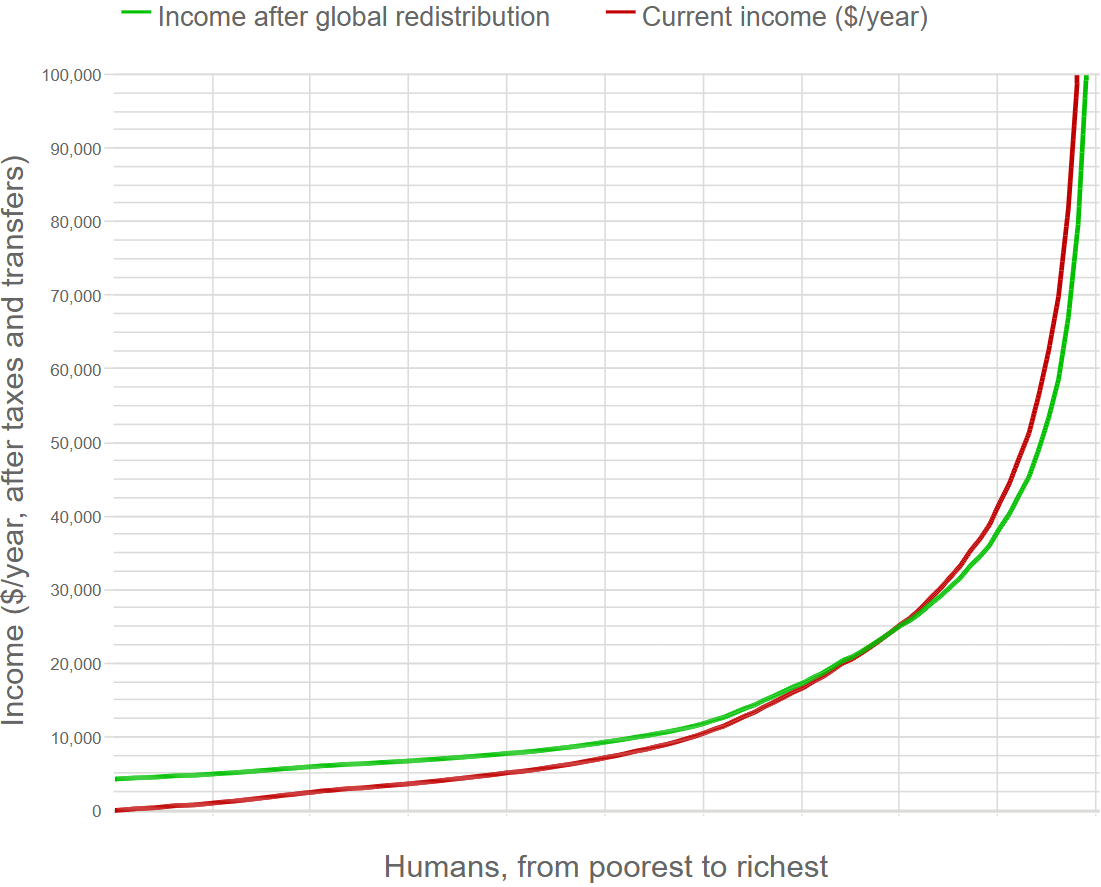 Income after global redistribution
Current income ($/year)
Income ($/year, after taxes and transfers)
100,000
90,000
80,000
70,000
60,000
50,000
40,000
30,000
20,000
10,000
0
Humans, from poorest to richest